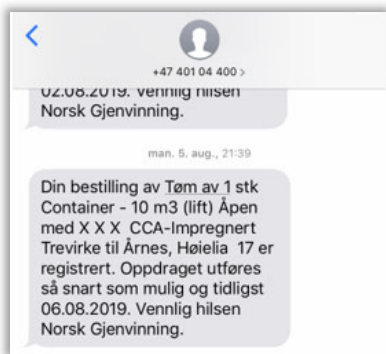 +47 401 04 400 >
02.08.2019. Vennlig hilsen
Norsk Gjenvinning.
man. 5. aug., 21:39
Din bestilling av Tøm av 1 stk
Container - 10 m3 (lift) Åpen
med X X X  CCA-Impregnert
Trevirke til Årnes, Høielia  17 er
registrert. Oppdraget utføres
så snart som mulig og tidligst
06.08.2019. Vennlig hilsen
Norsk Gjenvinning.